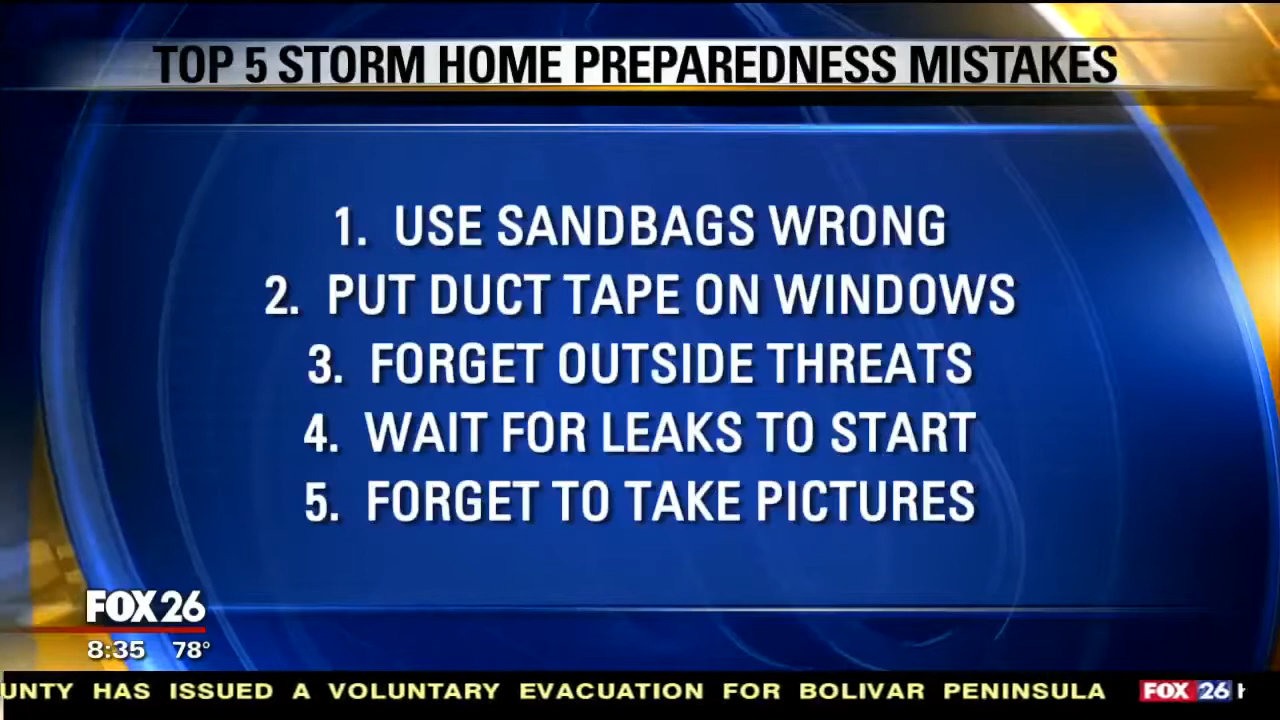 TOP 5 STORM HOME PREPAREDNESS MISTAKES
1. USE SANDBAGS WRONG
2. PUT DUCT TAPE ON WINDOWS
3. FORGET OUTSIDE THREATS
4. WAIT FOR LEAKS TO START
5. FORGET TO TAKE PICTURES
FOX 26
8:35 78°
UNTY HAS ISSUED A VOLUNTARY EVACUATION FOR BOLIVAR PENINSULA FOX 26